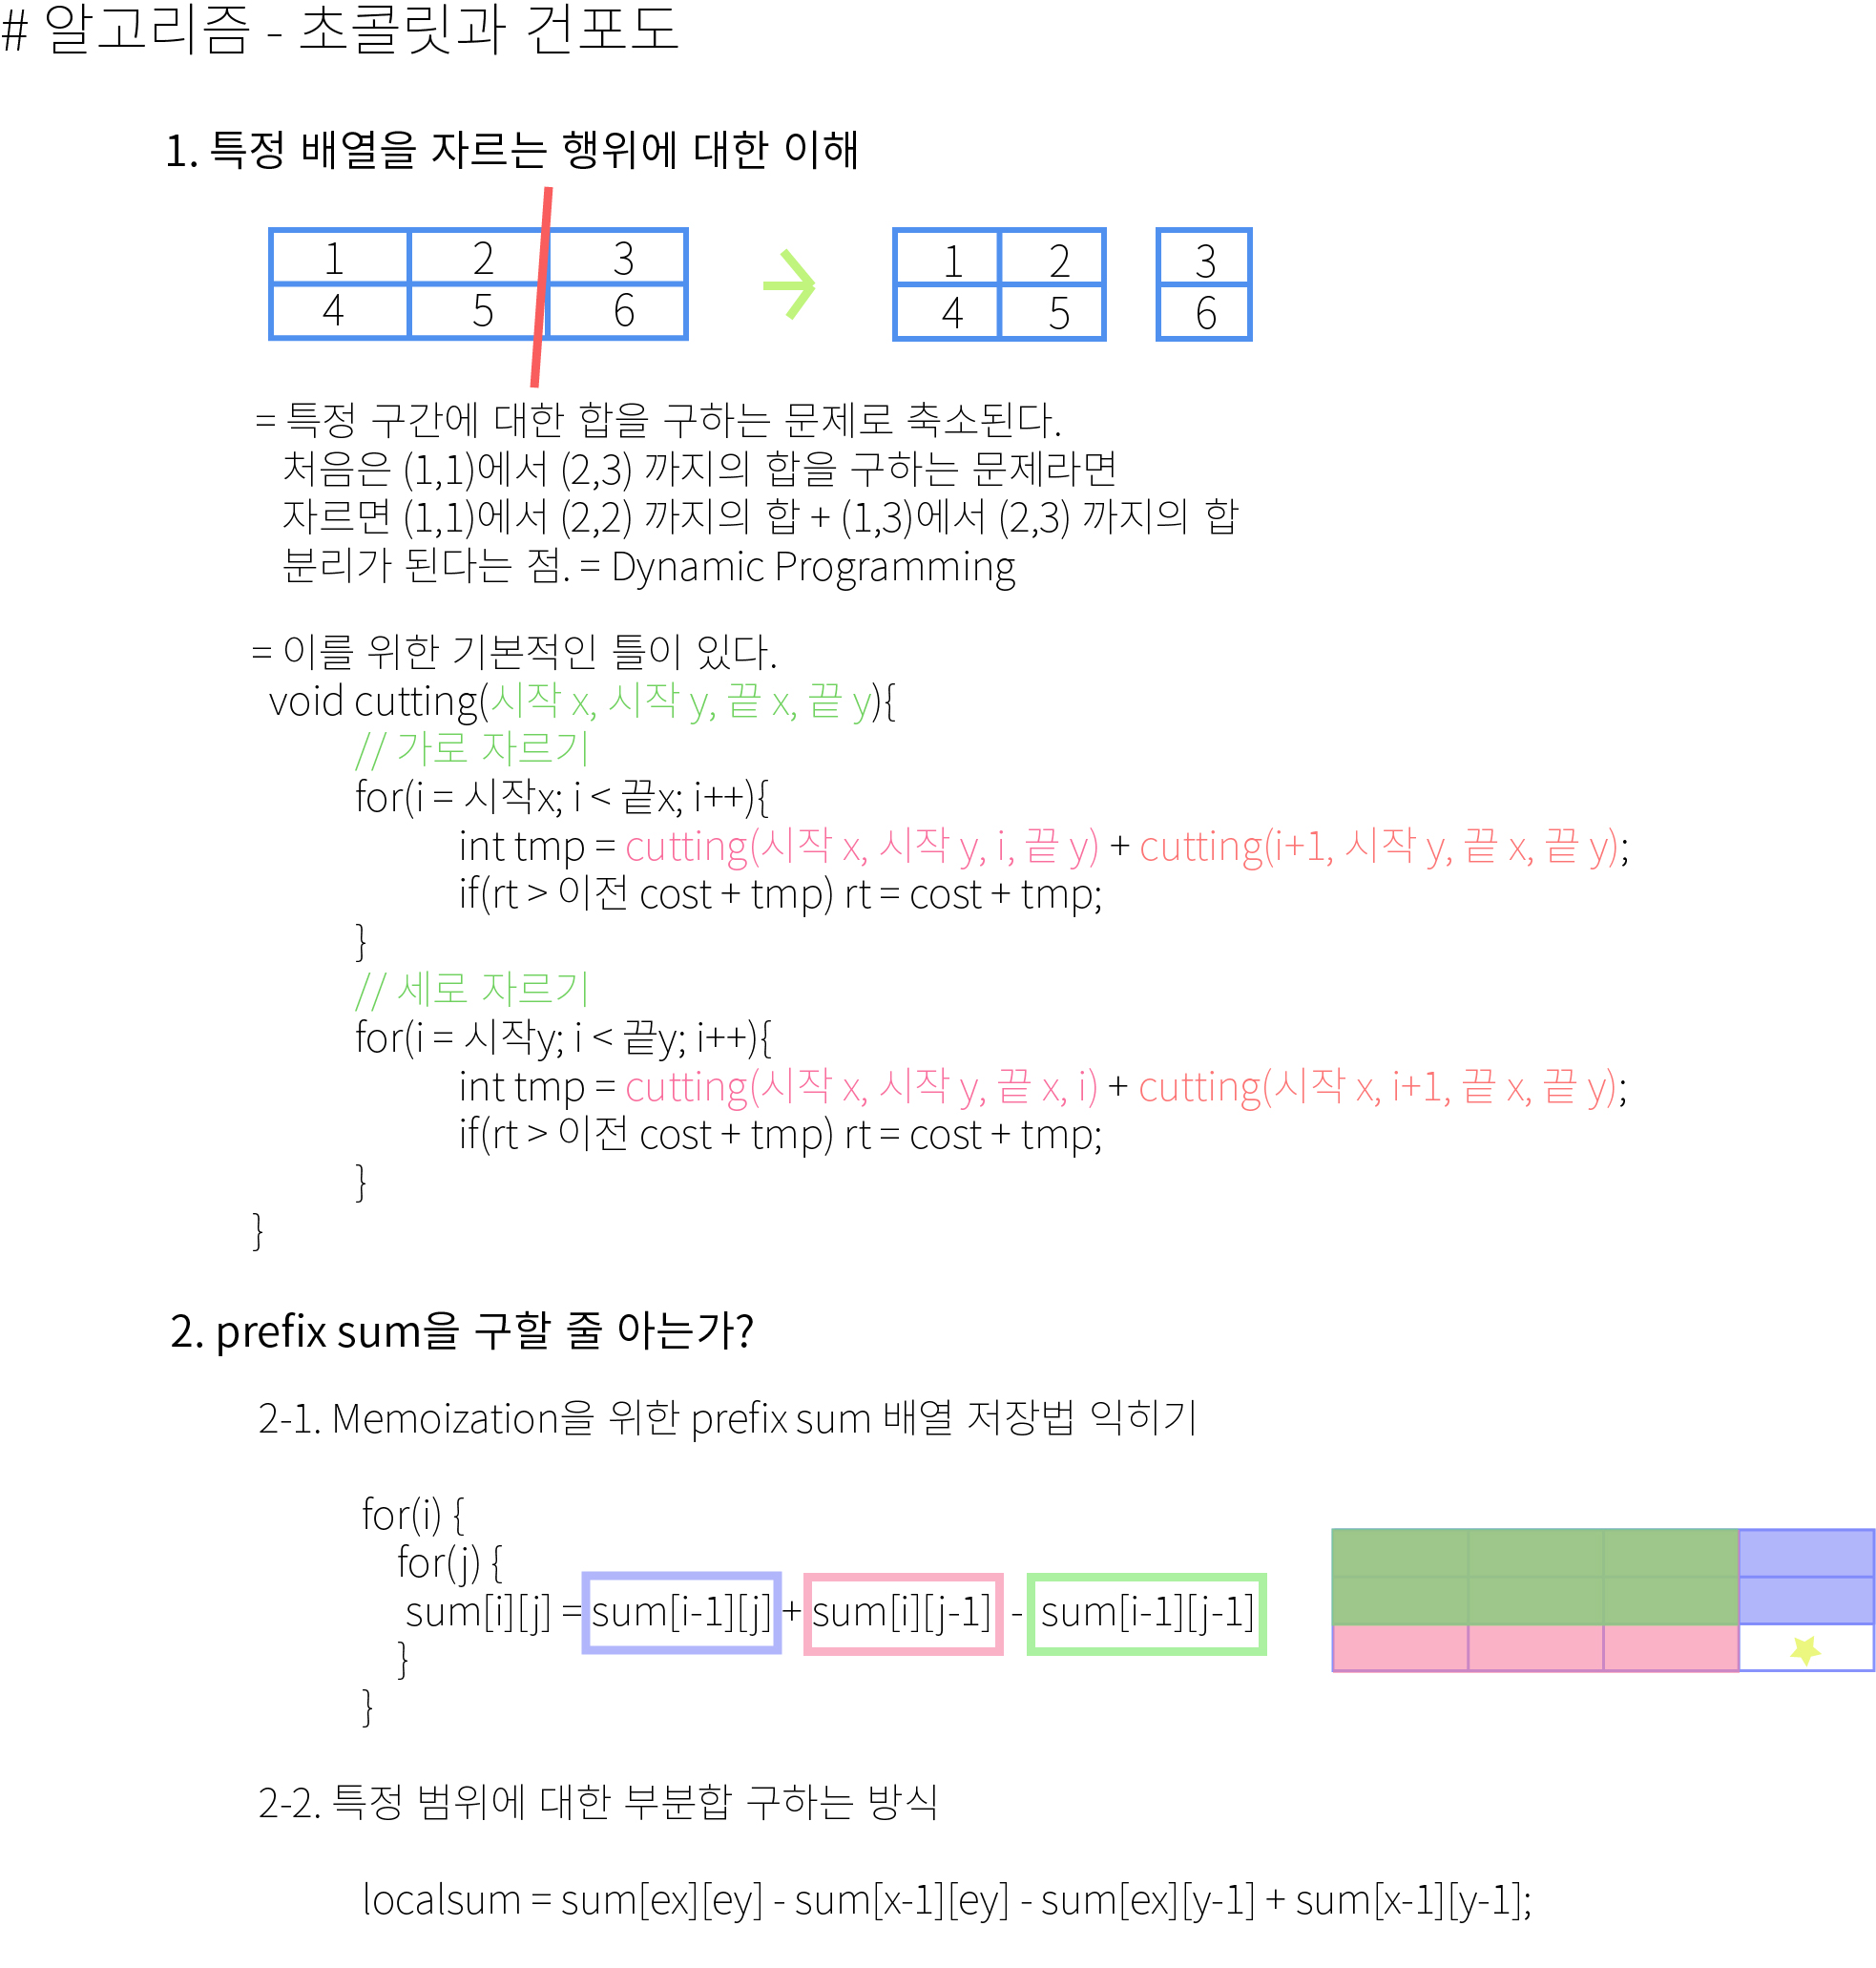 # 알고리즘 - 초콜릿과 건포도
1. 특정 배열을 자르는 행위에 대한 이해
1 2 3 1 2 3
4 5 6 4 5 6
= 특정 구간에 대한 합을 구하는 문제로 축소된다.
처음은 (1,1)에서 (2,3) 까지의 합을 구하는 문제라면
자르면 (1,1)에서 (2,2) 까지의 합 + (1,3)에서 (2,3) 까지의 합
분리가 된다는 점. = Dynamic Programming
= 이를 위한 기본적인 틀이 있다.
void cutting(시작 x, 시작 y, 끝 x, 끝 y){
// 가로 자르기
for(i = 시작x; i < 끝x; i++){
int tmp = cutting(시작 x, 시작 y, i, 끝 y) + cutting(i+1, 시작 y, 끝 x, 끝 y);
if(rt > 이전 cost + tmp) rt = cost + tmp;
}
// 세로 자르기
for(i = 시작y; i < 끝y; i++){
int tmp = cutting(시작 x, 시작 y, 끝 x, i) + cutting(시작 x, i+1, 끝 x, 끝 y);
if(rt > 이전 cost + tmp) rt = cost + tmp;
}
}
2. prefix sum을 구할 줄 아는가?
2-1. Memoization을 위한 prefix sum 배열 저장법 익히기
for(i) {
for(j) {
sum[i][j] = sum[i-1][j] + sum[i][j-1] - sum[i-1][j-1]
}
}
2-2. 특정 범위에 대한 부분합 구하는 방식
localsum = sum[ex][ey] - sum[x-1][ey] - sum[ex][y-1] + sum[x-1][y-1];